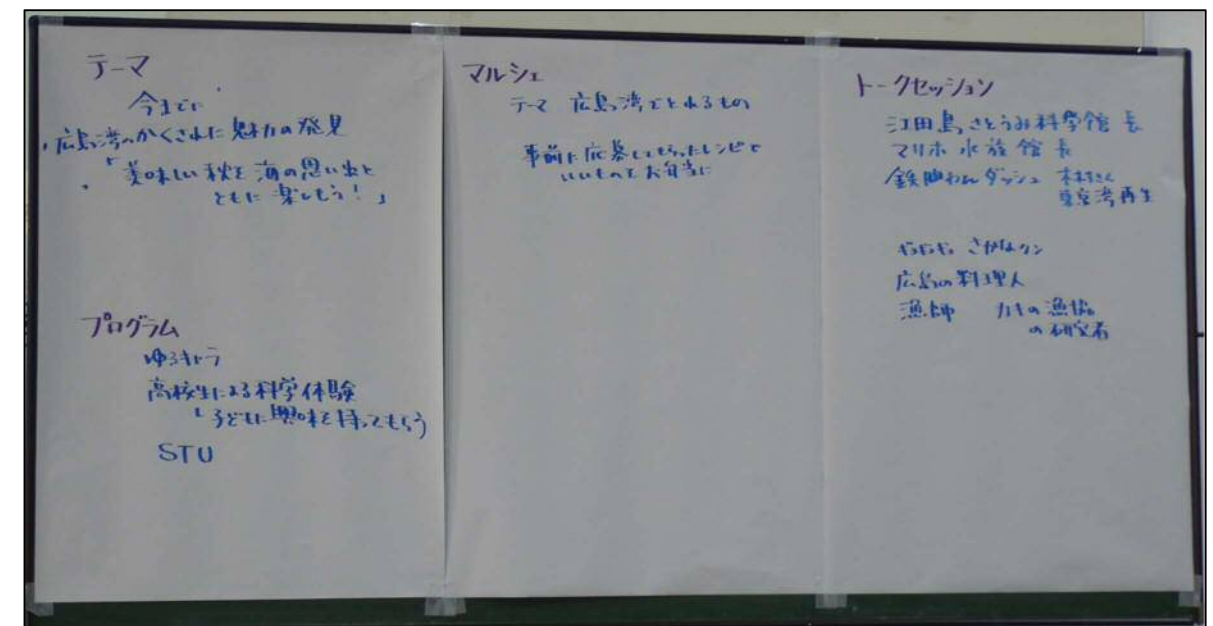 テーマ
今までに
・広島湾のかくされた魅力の発見
・「美味しい秋を海の思い出と
ともに楽しもう！」
プログラム
ゆるキャラ
高校生による科学体験
└子どもに興味を持ってもらう
STU
マルシェ
テーマ 広島湾でとれるもの
事前に応募してもらったレシピで
いいものをお弁当に
トークセッション
江田島さとうみ科学館 長
マリホ水族館 長
鉄腕わんダッシュ 木村さん
東京湾再生
さかなクン
広島の料理人
漁師 カキの漁協
の研究者